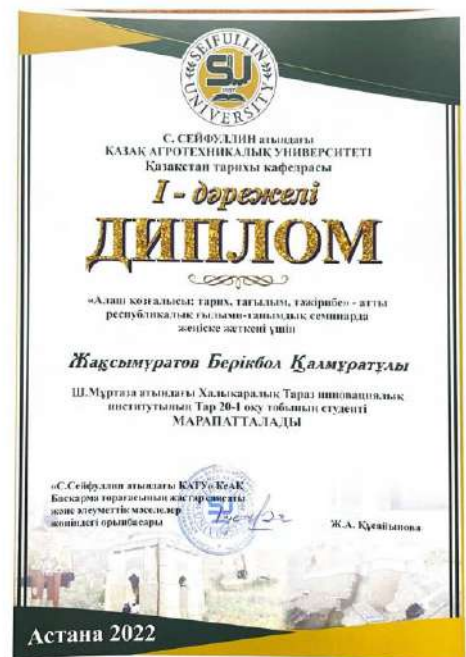 SEIFULLIN UNIVERSITY
SU
С. СЕЙФУЛЛИН атындағы
ҚАЗАҚ АГРОТЕХНИКАЛЫҚ УНИВЕРСИТЕТІ
Қазақстан тарихы кафедрасы
I - дәрежелі
ДИПЛОМ
«Алаш қозғалысы: тарих, тағылым, тәжірибе» - атты
республикалық ғылыми-танымдық семинарда
жеңіске жеткені үшін
Жақсымұратов Берікбол Қалмұратұлы
Ш.Мұртаза атындағы Халықаралық Тараз инновациялық
институтының Тар 20-1 оқу тобының студенті
МАРАПАТТАЛАДЫ
«С.Сейфуллин атындағы ҚАТУ» КеАҚ
Басқарма төрағасының жастар саясаты
және әлеуметтік мәселелер
жөніндегі орынбасары
Ж.А. Құсайынова
Астана 2022